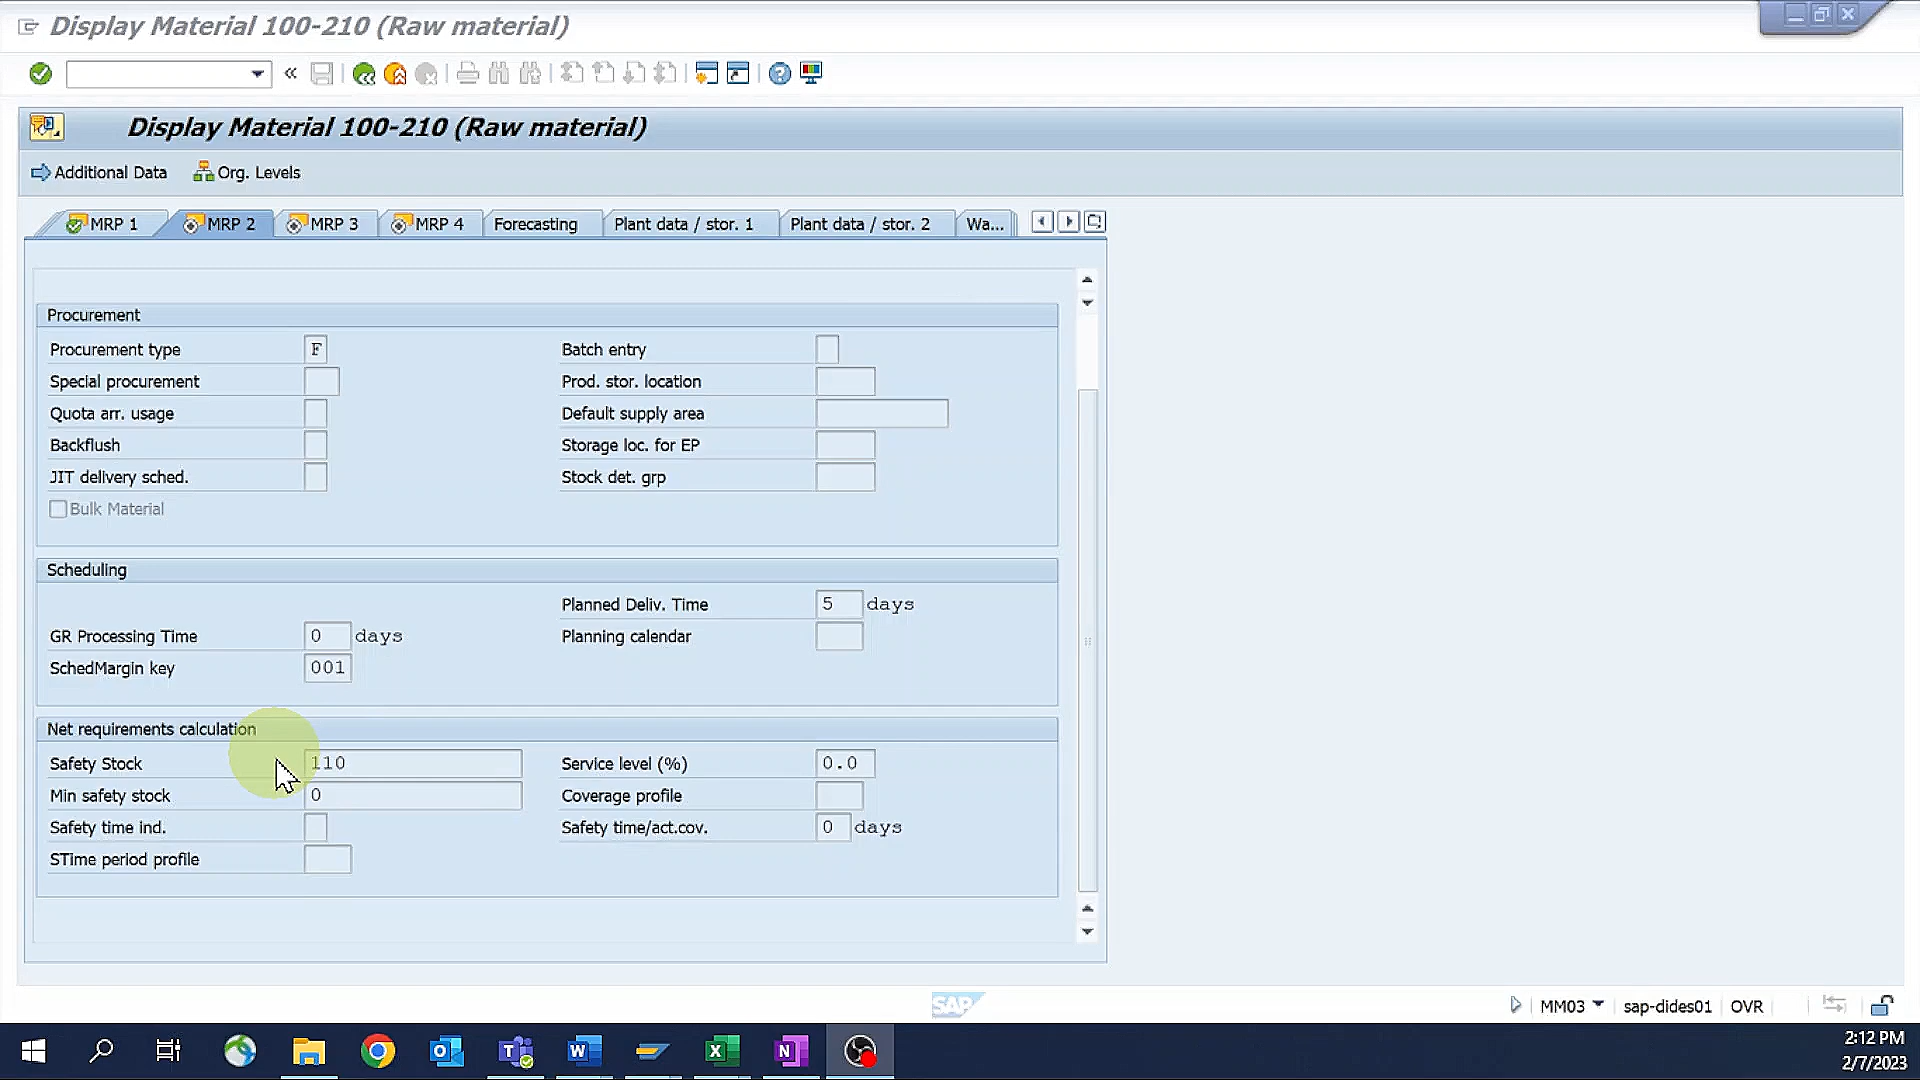 Display Material 100-210 (Raw material)
Display Material 100-210 (Raw material)
Additional Data Org. Levels
MRP 1 MRP 2 MRP 3 MRP 4 Forecasting Plant data / stor. 1 Plant data / stor. 2 Wa...
Procurement
Procurement type F Batch entry
Special procurement Prod. stor. location
Quota arr. usage Default supply area
Backflush Storage loc. for EP
JIT delivery sched. Stock det. grp
Bulk Material
Scheduling
Planned Deliv. Time 5 days
GR Processing Time 0 days Planning calendar
SchedMargin key 001
Net requirements calculation
Safety Stock 110 Service level (%) 0.0
Min safety stock 0 Coverage profile
Safety time ind. Safety time/act.cov. 0 days
STime period profile
SAP MM03 sap-dides01 OVR
2:12 PM
2/7/2023